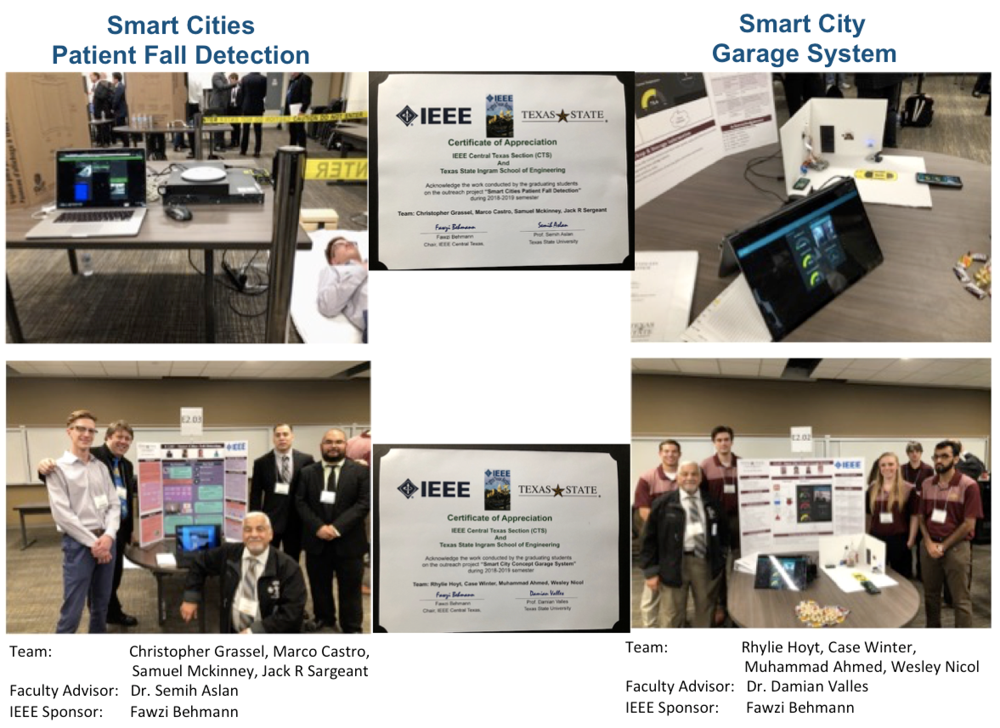 Smart Cities
Patient Fall Detection
Smart City
Garage System
CAUTION DO NOT ENTER
IEEE
IEEE
TEXAS STATE
Certificate of Appreciation
IEEE Central Texas Section (CTS)
And
Texas State Ingram School of Engineering
Acknowledge the work conducted by the graduating students
on the outreach project "Smart Cities Patient Fall Detection"
during 2018-2019 semester
Team: Christopher Grassel, Marco Castro, Samuel Mckinney, Jack R Sergeant
Fawzi Behmann
Semih Aslan
Fawzi Behmann
Prof. Semih Aslan
Chair, IEEE Central Texas.
Texas State University
TEXAS
STATE
E2.03
IEEE
IEEE
IEEE
TEXAS STATE
Certificate of Appreciation
IEEE Central Texas Section (CTS)
And
Texas State Ingram School of Engineering
Acknowledge the work conducted by the graduating students
on the outreach project "Smart City Concept Garage System"
during 2018-2019 semester
Team: Rhylie Hoyt, Case Winter, Muhammad Ahmed, Wesley Nicol
Fawzi Behmann
Damian Valles
Fawzi Behmann
Prof. Damian Valles
Chair, IEEE Central Texas.
Texas State University
E2.02
IEEE
Team: Christopher Grassel, Marco Castro,
Samuel Mckinney, Jack R Sargeant
Faculty Advisor: Dr. Semih Aslan
IEEE Sponsor: Fawzi Behmann
Team: Rhylie Hoyt, Case Winter,
Muhammad Ahmed, Wesley Nicol
Faculty Advisor: Dr. Damian Valles
IEEE Sponsor: Fawzi Behmann